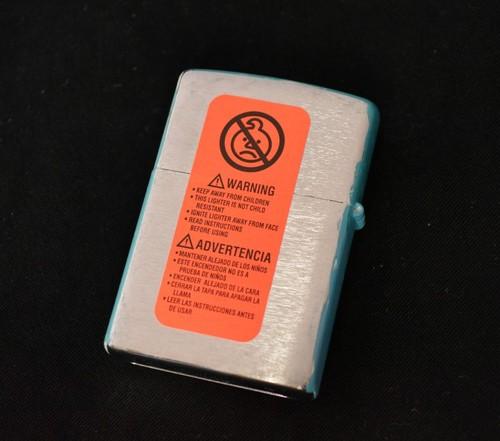 ⚠ WARNING
• KEEP AWAY FROM CHILDREN
• THIS LIGHTER IS NOT CHILD
RESISTANT
• IGNITE LIGHTER AWAY FROM FACE
• READ INSTRUCTIONS
BEFORE USING
⚠ ADVERTENCIA
• MANTENER ALEJADO DE LOS NIÑOS
• ESTE ENCENDEDOR NO ES A
PRUEBA DE NIÑOS
• ENCENDER ALEJADO DE LA CARA
• CERRAR LA TAPA PARA APAGAR LA
LLAMA
• LEER LAS INSTRUCCIONES ANTES
DE USAR